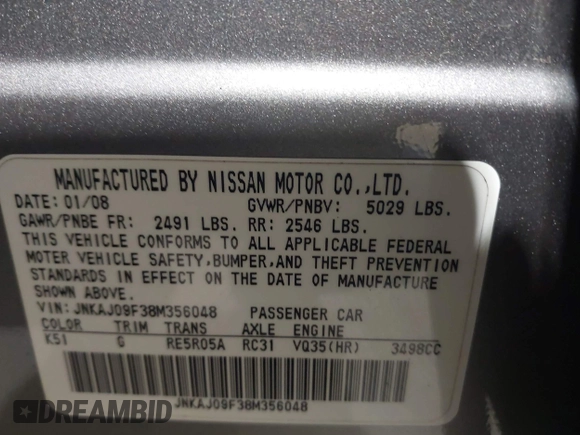 MANUFACTURED BY NISSAN MOTOR CO.,LTD.
DATE: 01/08 GVWR/PNBV: 5029 LBS.
GAWR/PNBE FR: 2491 LBS. RR: 2546 LBS.
THIS VEHICLE CONFORMS TO ALL APPLICABLE FEDERAL
MOTOR VEHICLE SAFETY,BUMPER,AND THEFT PREVENTION
STANDARDS IN EFFECT ON THE DATE OF MANUFACTURE
SHOWN ABOVE.
VIN:JNKAJ09F38M356048 PASSENGER CAR
COLOR TRIM TRANS AXLE ENGINE
K51 G RE5R05A RC31 VQ35(HR) 3498CC
JNKAJ09F38M356048
DREAMBID